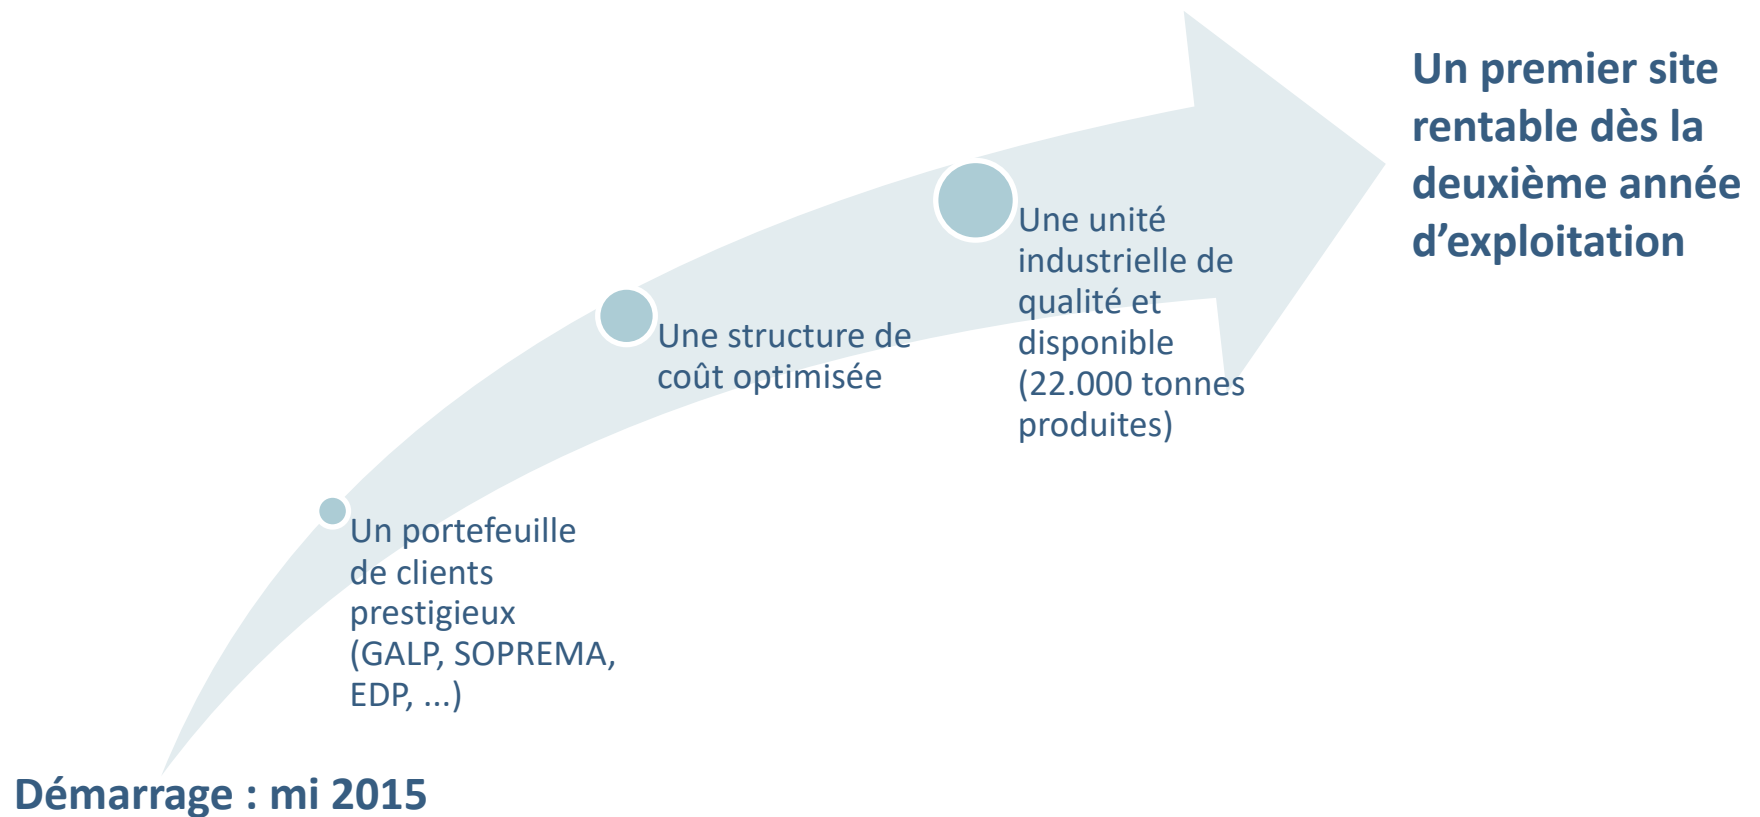 Un premier site
rentable dès la
deuxième année
d’exploitation
Une unité
industrielle de
qualité et
disponible
(22.000 tonnes
produites)
Une structure de
coût optimisée
Un portefeuille
de clients
prestigieux
(GALP, SOPREMA,
EDP, ...)
Démarrage : mi 2015